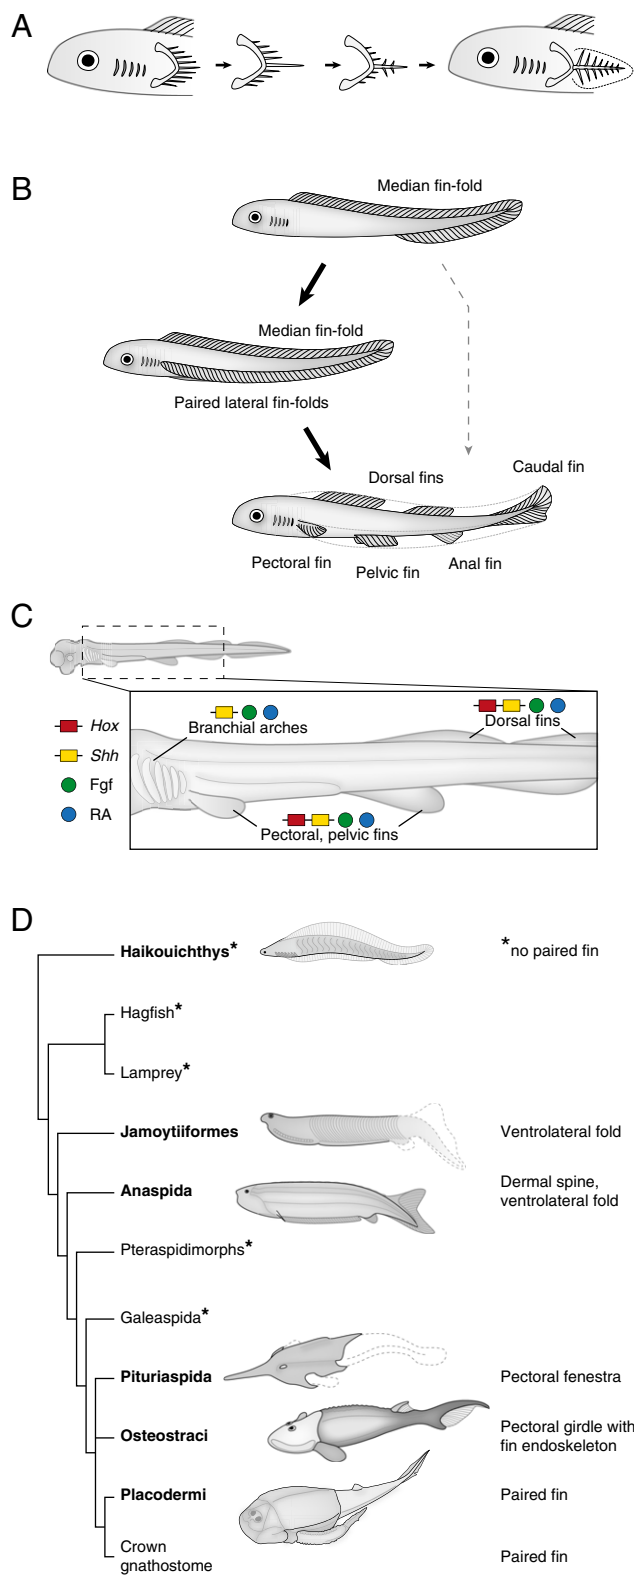 A
B
Median fin-fold
Median fin-fold
Paired lateral fin-folds
Caudal fin
Dorsal fins
Pectoral fin
Pelvic fin
Anal fin
C
Hox
Shh
Fgf
RA
Branchial arches
Dorsal fins
Pectoral, pelvic fins
D
Haikouichthys*
*no paired fin
Hagfish*
Lamprey*
Jamoytiiformes
Ventrolateral fold
Anaspida
Dermal spine,
ventrolateral fold
Pteraspidimorphs*
Galeaspida*
Pituriaspida
Pectoral fenestra
Osteostraci
Pectoral girdle with
fin endoskeleton
Placodermi
Paired fin
Crown
gnathostome
Paired fin